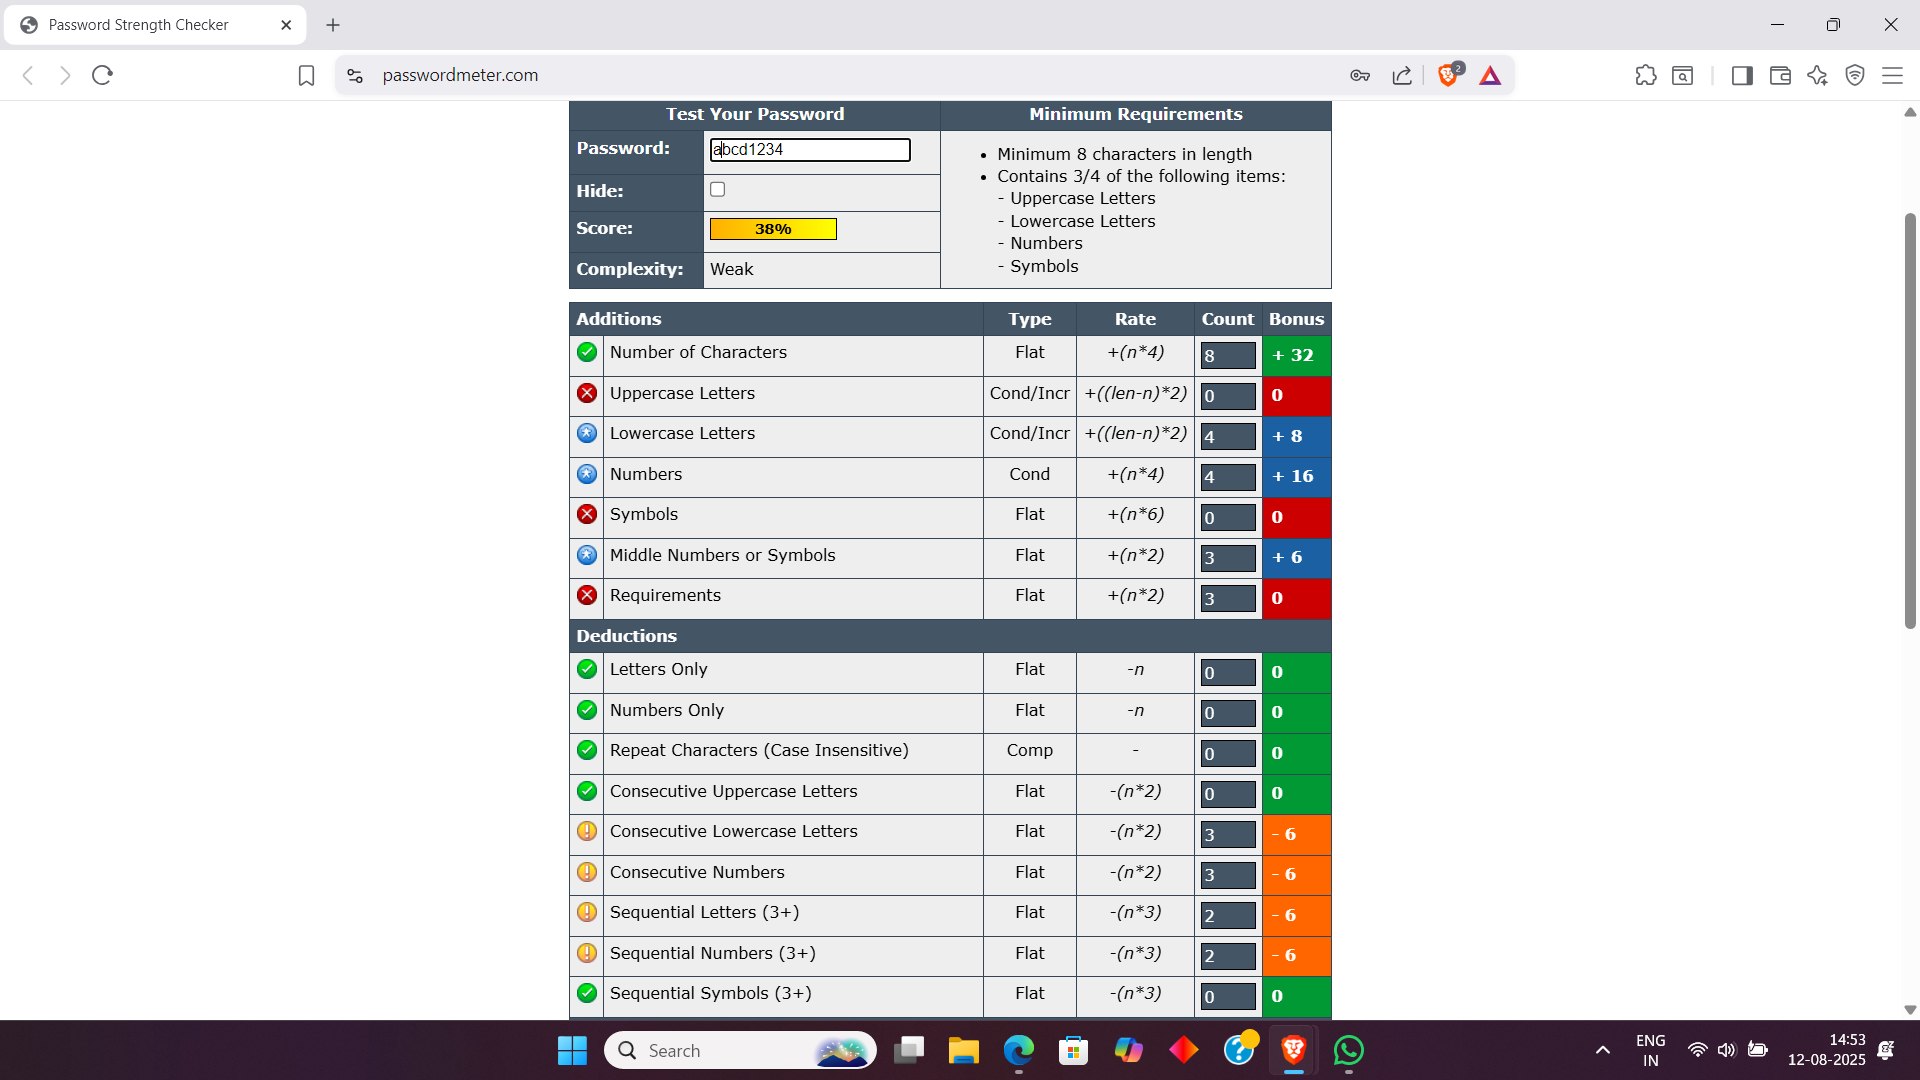 Password Strength Checker
passwordmeter.com
2
Test Your Password
Minimum Requirements
Password:
abcd1234
Hide:
Score:
38%
Complexity:
Weak
• Minimum 8 characters in length
• Contains 3/4 of the following items:
- Uppercase Letters
- Lowercase Letters
- Numbers
- Symbols
Additions Type Rate Count Bonus
Number of Characters Flat +(n*4) 8 + 32
Uppercase Letters Cond/Incr +((len-n)*2) 0 0
Lowercase Letters Cond/Incr +((len-n)*2) 4 + 8
Numbers Cond +(n*4) 4 + 16
Symbols Flat +(n*6) 0 0
Middle Numbers or Symbols Flat +(n*2) 3 + 6
Requirements Flat +(n*2) 3 0
Deductions
Letters Only Flat -n 0 0
Numbers Only Flat -n 0 0
Repeat Characters (Case Insensitive) Comp - 0 0
Consecutive Uppercase Letters Flat -(n*2) 0 0
Consecutive Lowercase Letters Flat -(n*2) 3 - 6
Consecutive Numbers Flat -(n*2) 3 - 6
Sequential Letters (3+) Flat -(n*3) 2 - 6
Sequential Numbers (3+) Flat -(n*3) 2 - 6
Sequential Symbols (3+) Flat -(n*3) 0 0
Search
ENG
IN
14:53
12-08-2025